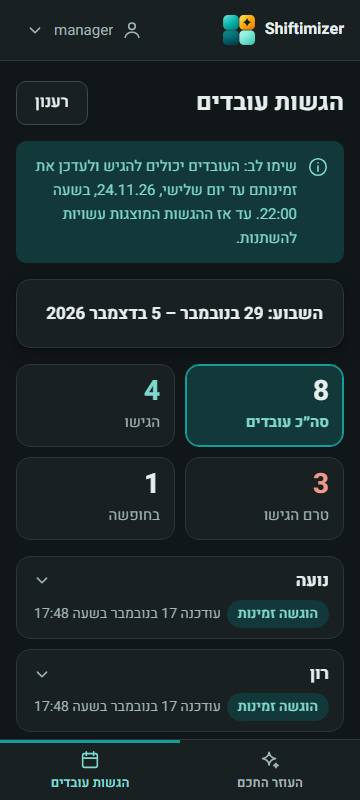 Shiftimizer
manager
הגשות עובדים
רענון
שימו לב: העובדים יכולים להגיש ולעדכן את
זמינותם עד יום שלישי, 24.11.26, בשעה
22:00. עד אז ההגשות המוצגות עשויות
להשתנות.
השבוע: 29 בנובמבר – 5 בדצמבר 2026
8
סה״כ עובדים
4
הגישו
3
טרם הגישו
1
בחופשה
נועה
הוגשה זמינות עודכנה 17 בנובמבר בשעה 17:48
רון
הוגשה זמינות עודכנה 17 בנובמבר בשעה 17:48
העוזר החכם
הגשות עובדים